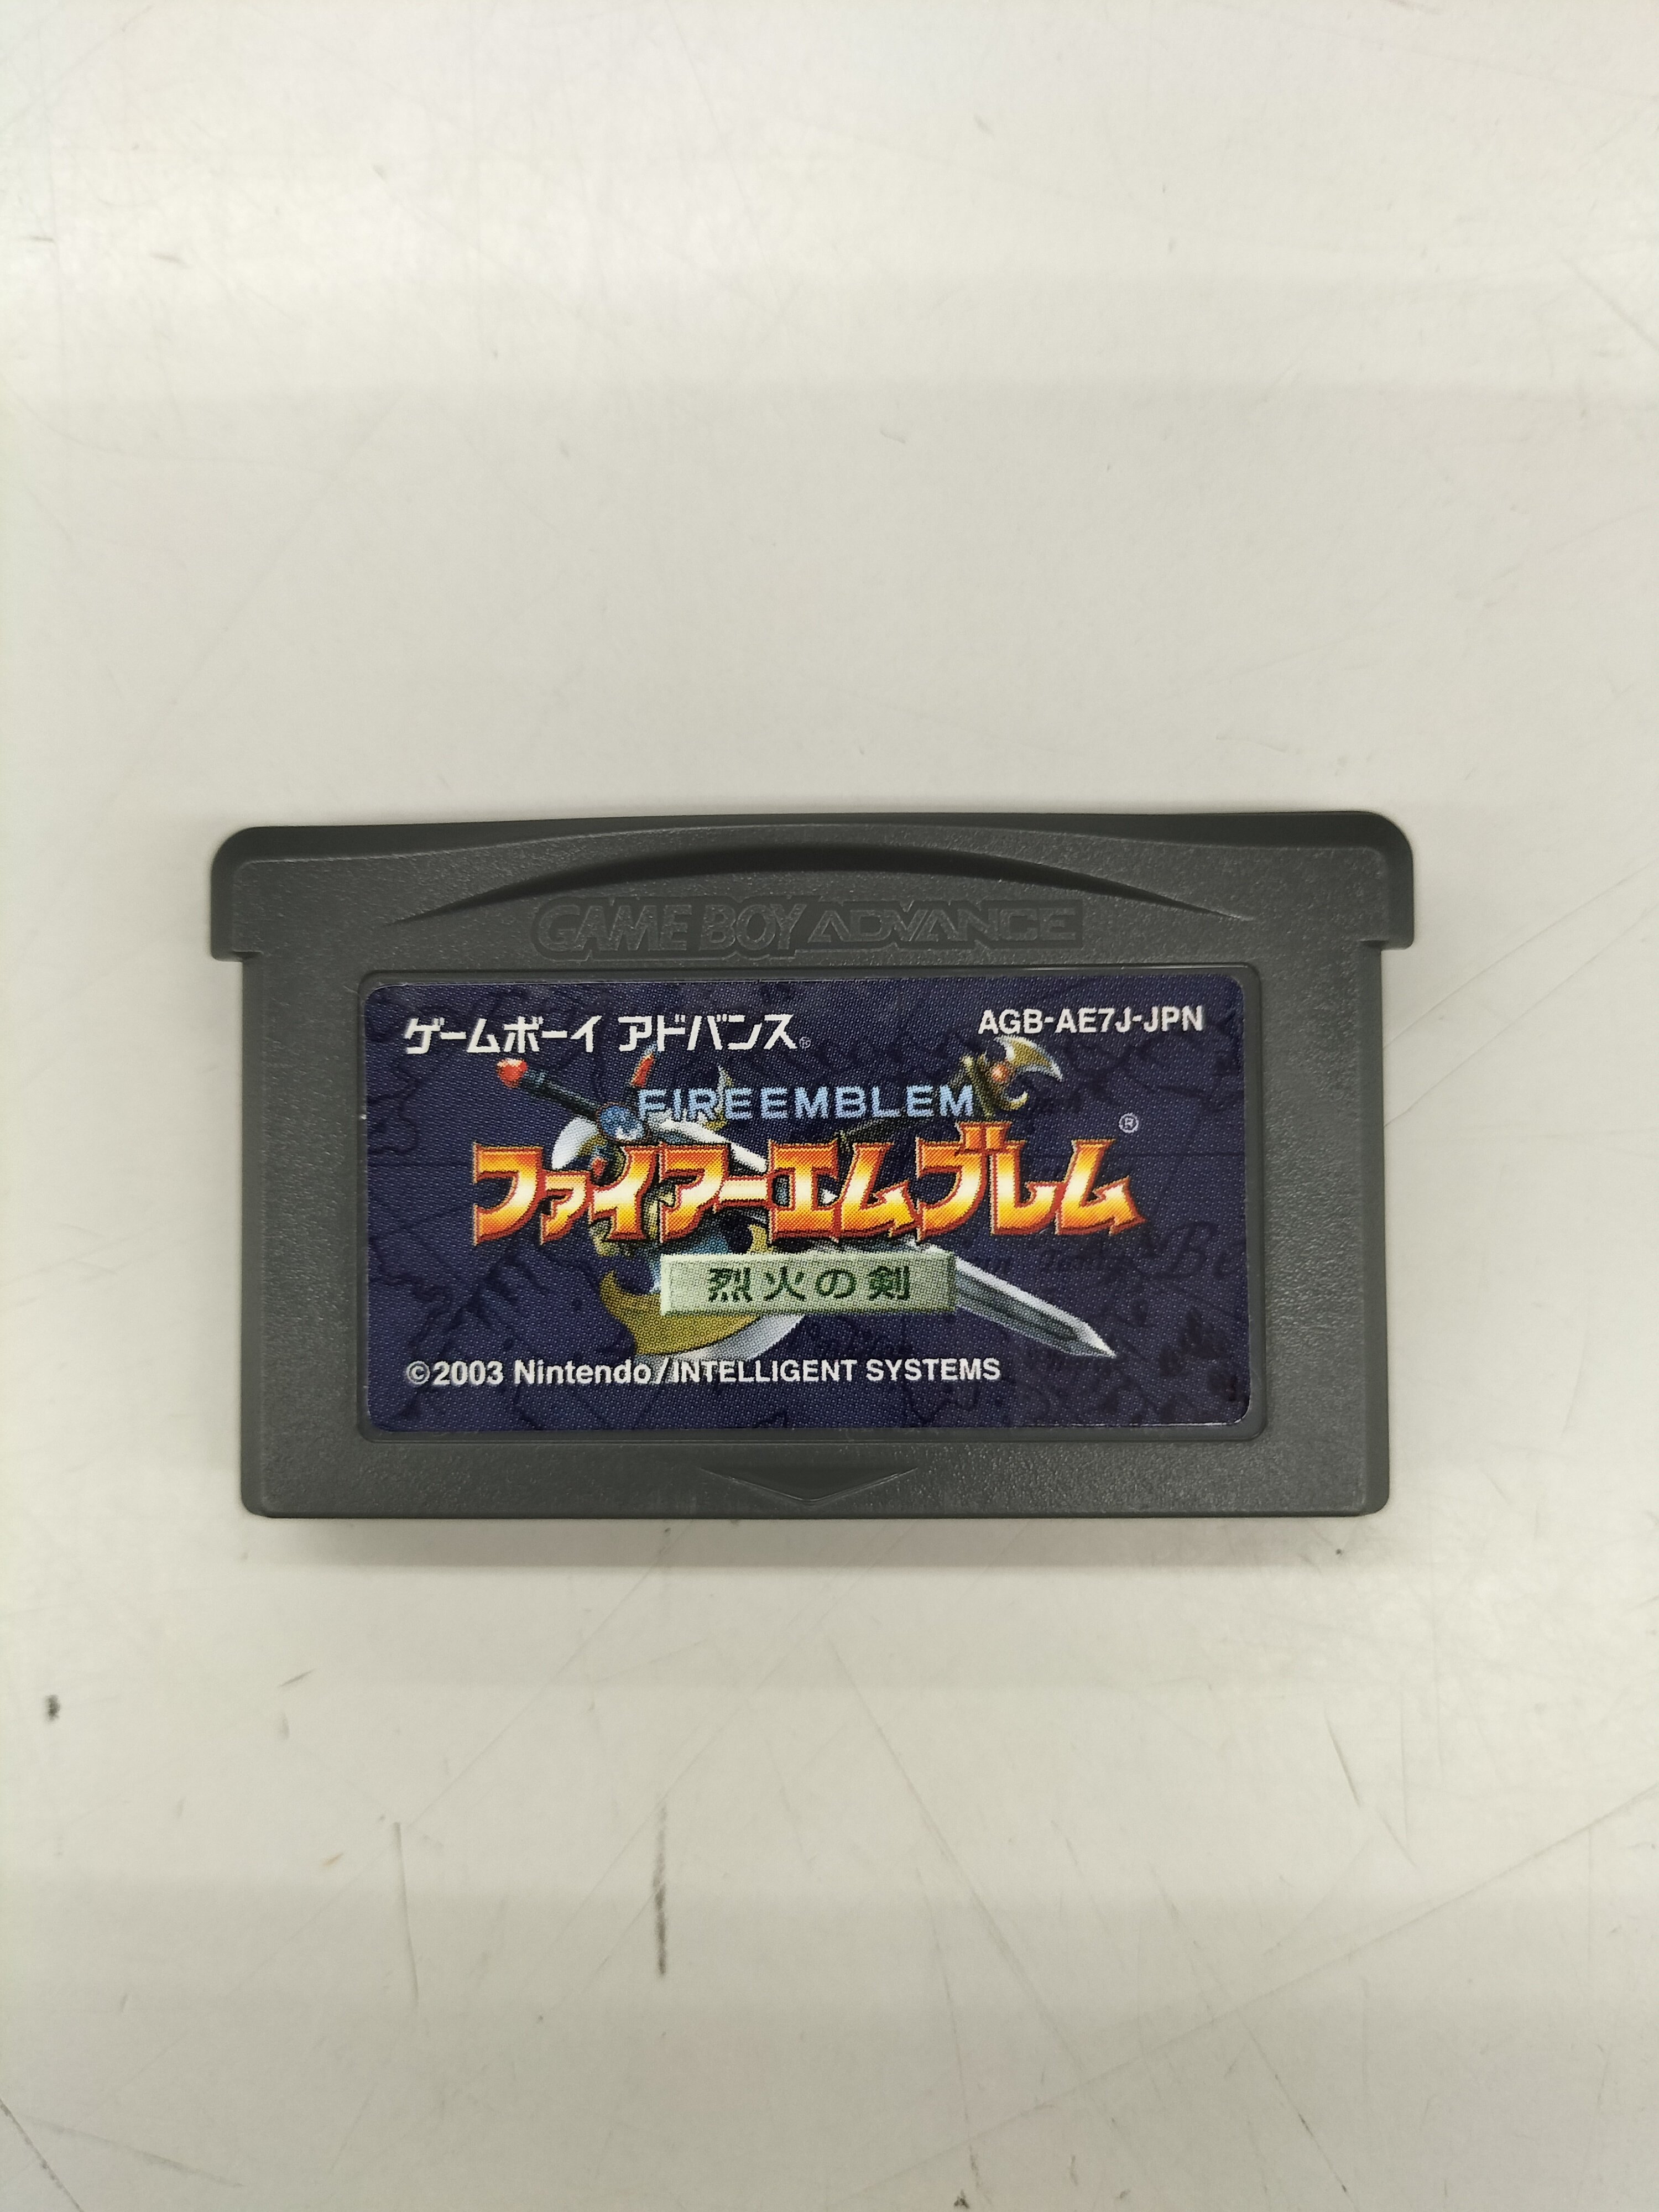 GAME BOY ADVANCE
ゲームボーイ アドバンス®
AGB-AE7J-JPN
FIREEMBLEM
ファイアーエムブレム®
烈火の剣
©2003 Nintendo/INTELLIGENT SYSTEMS